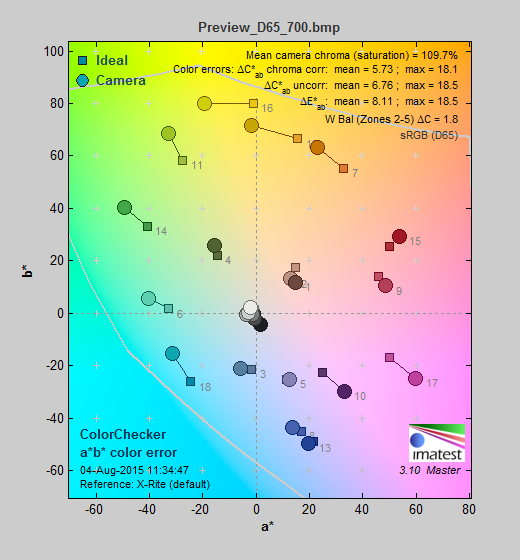 Preview_D65_700.bmp
Ideal
Camera
Mean camera chroma (saturation) = 109.7%
Color errors: ΔC*ab chroma corr: mean = 5.73 ; max = 18.1
ΔC*ab uncorr: mean = 6.76 ; max = 18.5
ΔE*ab: mean = 8.11 ; max = 18.5
W Bal (Zones 2-5) ΔC = 1.8
sRGB (D65)
100
80
60
40
20
0
-20
-40
-60
b*
16
7
11
14
4
15
2
1
9
6
3
5
18
10
17
8
13
ColorChecker
a*b* color error
04-Aug-2015 11:34:47
Reference: X-Rite (default)
imatest
3.10 Master
-60
-40
-20
0
20
40
60
80
a*